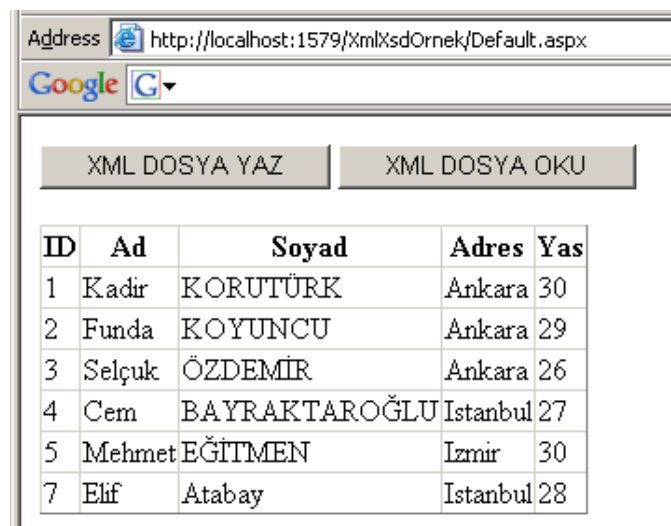 Address http://localhost:1579/XmlXsdOrnek/Default.aspx
Google G
XML DOSYA YAZ XML DOSYA OKU
ID Ad Soyad Adres Yas
1 Kadir KORUTÜRK Ankara 30
2 Funda KOYUNCU Ankara 29
3 Selçuk ÖZDEMİR Ankara 26
4 Cem BAYRAKTAROĞLU Istanbul 27
5 Mehmet EĞİTMEN Izmir 30
7 Elif Atabay Istanbul 28